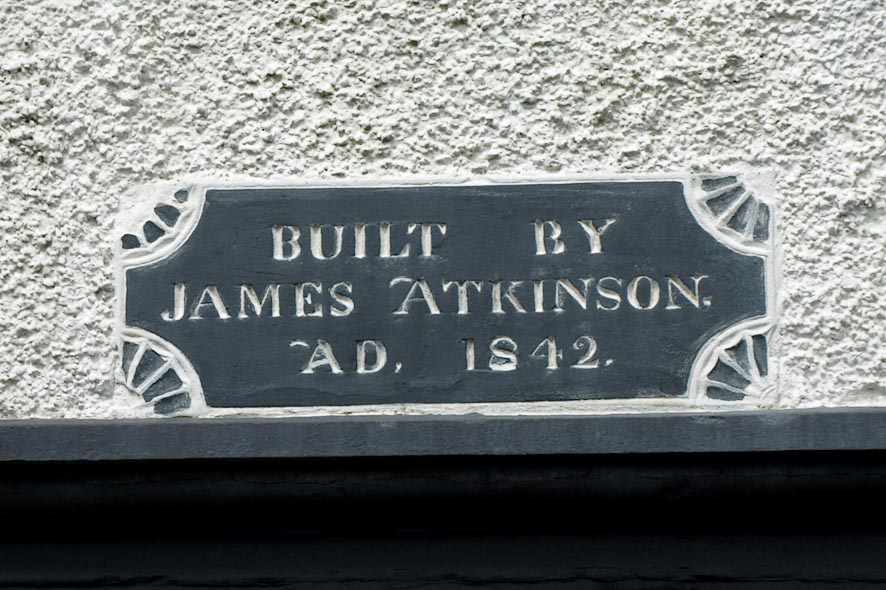 BUILT BY
JAMES ATKINSON.
AD, 1842.